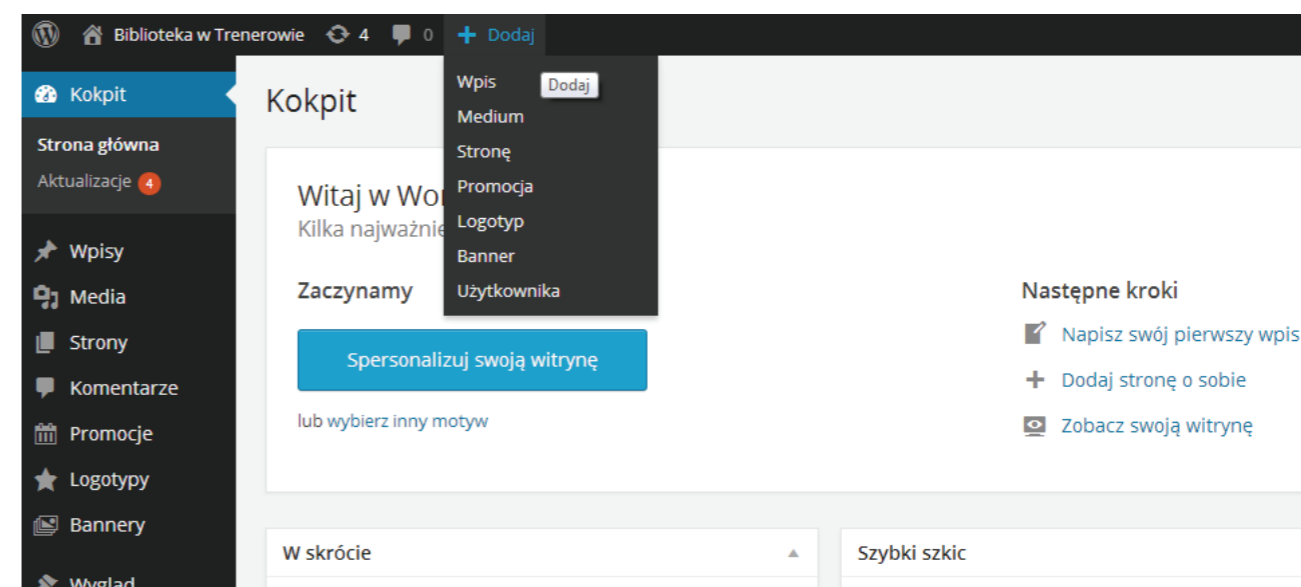 Biblioteka w Trenerowie 4 0 + Dodaj
Wpis
Dodaj
Medium
Stronę
Promocja
Logotyp
Banner
Użytkownika
Kokpit
Strona główna
Aktualizacje 4
Wpisy
Media
Strony
Komentarze
Promocje
Logotypy
Bannery
Wygląd
Kokpit
Witaj w
Kilka
Zaczynamy
Spersonalizuj swoją witrynę
lub wybierz inny motyw
Następne kroki
Napisz swój pierwszy wpis
Dodaj stronę o sobie
Zobacz swoją witrynę
W skrócie
Szybki szkic